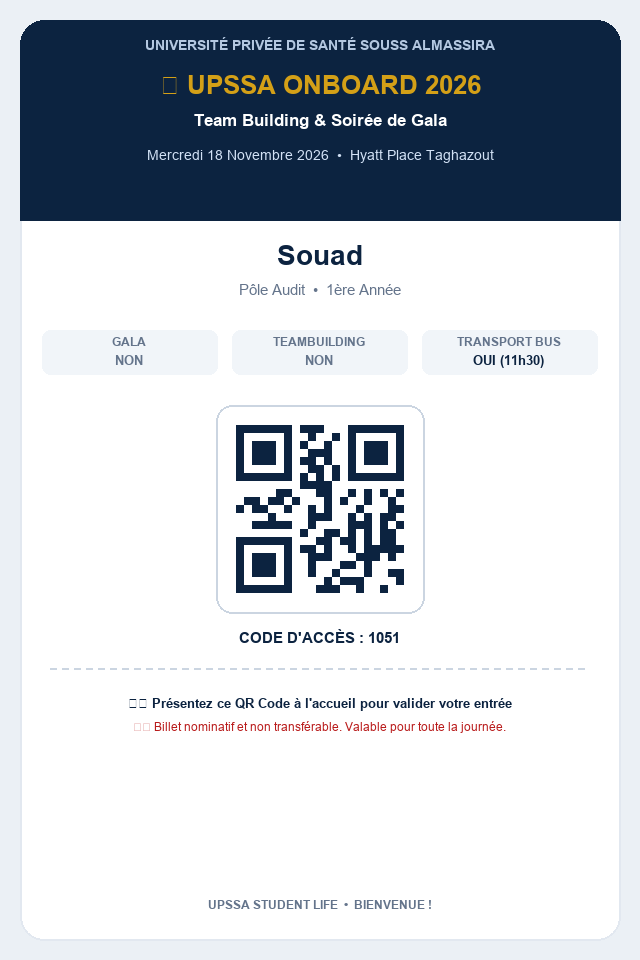 UNIVERSITÉ PRIVÉE DE SANTÉ SOUSS ALMASSIRA
UPSSA ONBOARD 2026
Team Building & Soirée de Gala
Mercredi 18 Novembre 2026 • Hyatt Place Taghazout
Souad
Pôle Audit • 1ère Année
GALA
NON
TEAMBUILDING
NON
TRANSPORT BUS
OUI (11h30)
CODE D'ACCÈS : 1051
Présentez ce QR Code à l'accueil pour valider votre entrée
Billet nominatif et non transférable. Valable pour toute la journée.
UPSSA STUDENT LIFE • BIENVENUE !